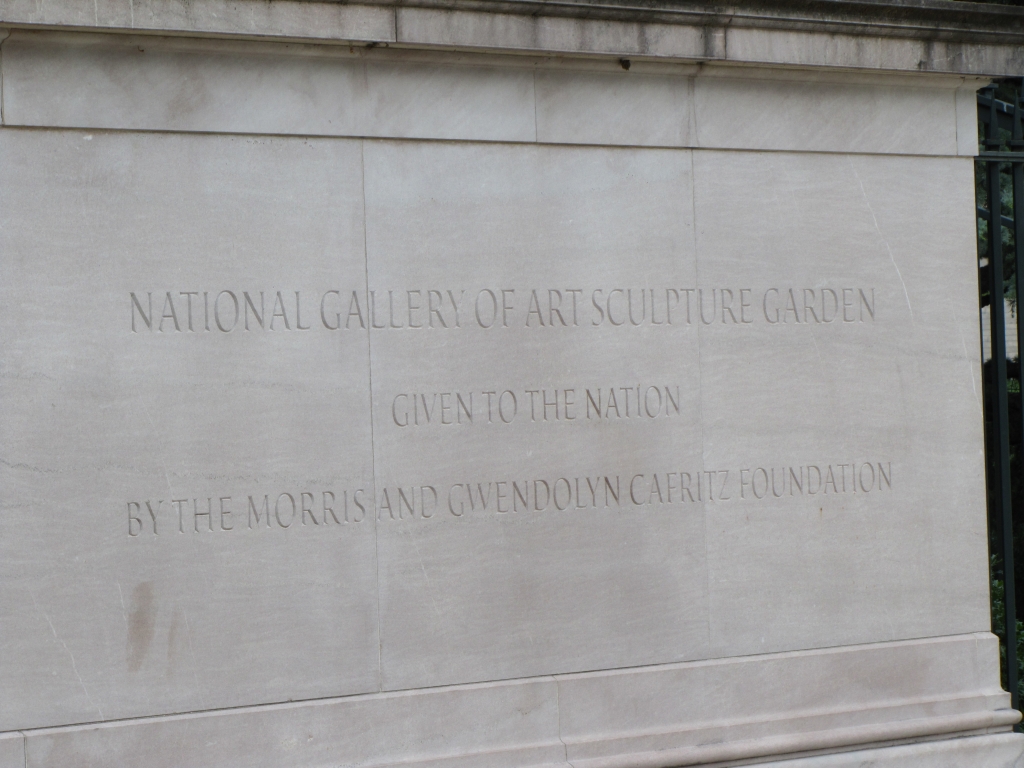 NATIONAL GALLERY OF ART SCULPTURE GARDEN
GIVEN TO THE NATION
BY THE MORRIS AND GWENDOLYN CAFRITZ FOUNDATION